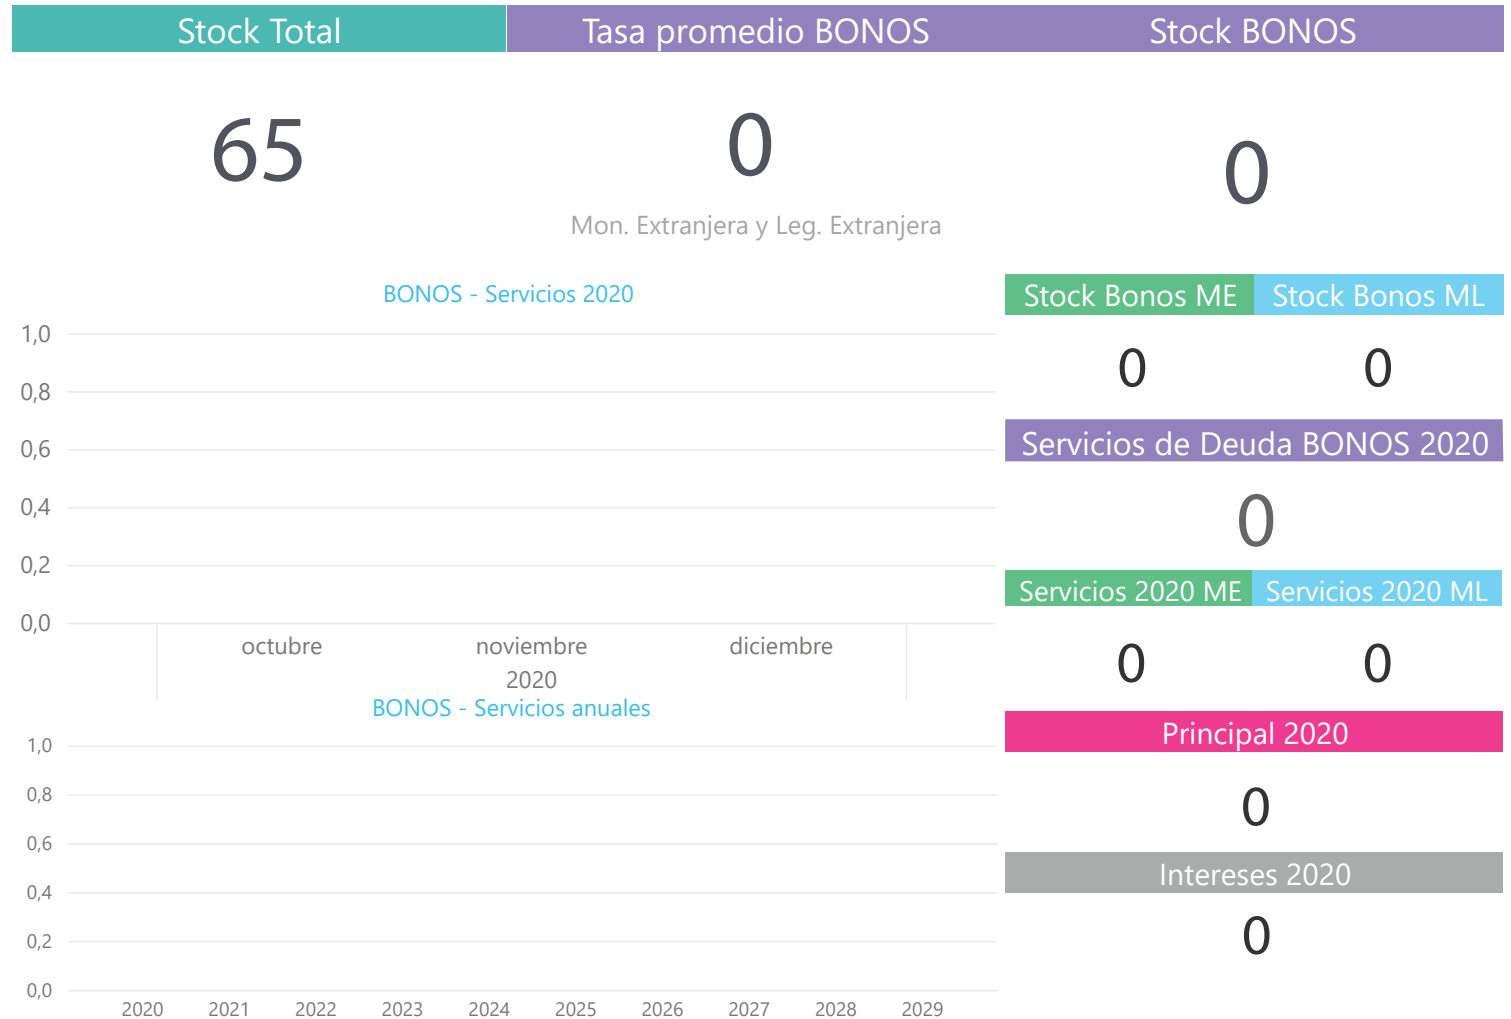 Stock Total
Tasa promedio BONOS
Stock BONOS
65
0
0
Mon. Extranjera y Leg. Extranjera
BONOS - Servicios 2020
1,0
0,8
0,6
0,4
0,2
0,0
octubre
noviembre
diciembre
2020
BONOS - Servicios anuales
1,0
0,8
0,6
0,4
0,2
0,0
2020
2021
2022
2023
2024
2025
2026
2027
2028
2029
Stock Bonos ME
Stock Bonos ML
0
0
Servicios de Deuda BONOS 2020
0
Servicios 2020 ME
Servicios 2020 ML
0
0
Principal 2020
0
Intereses 2020
0